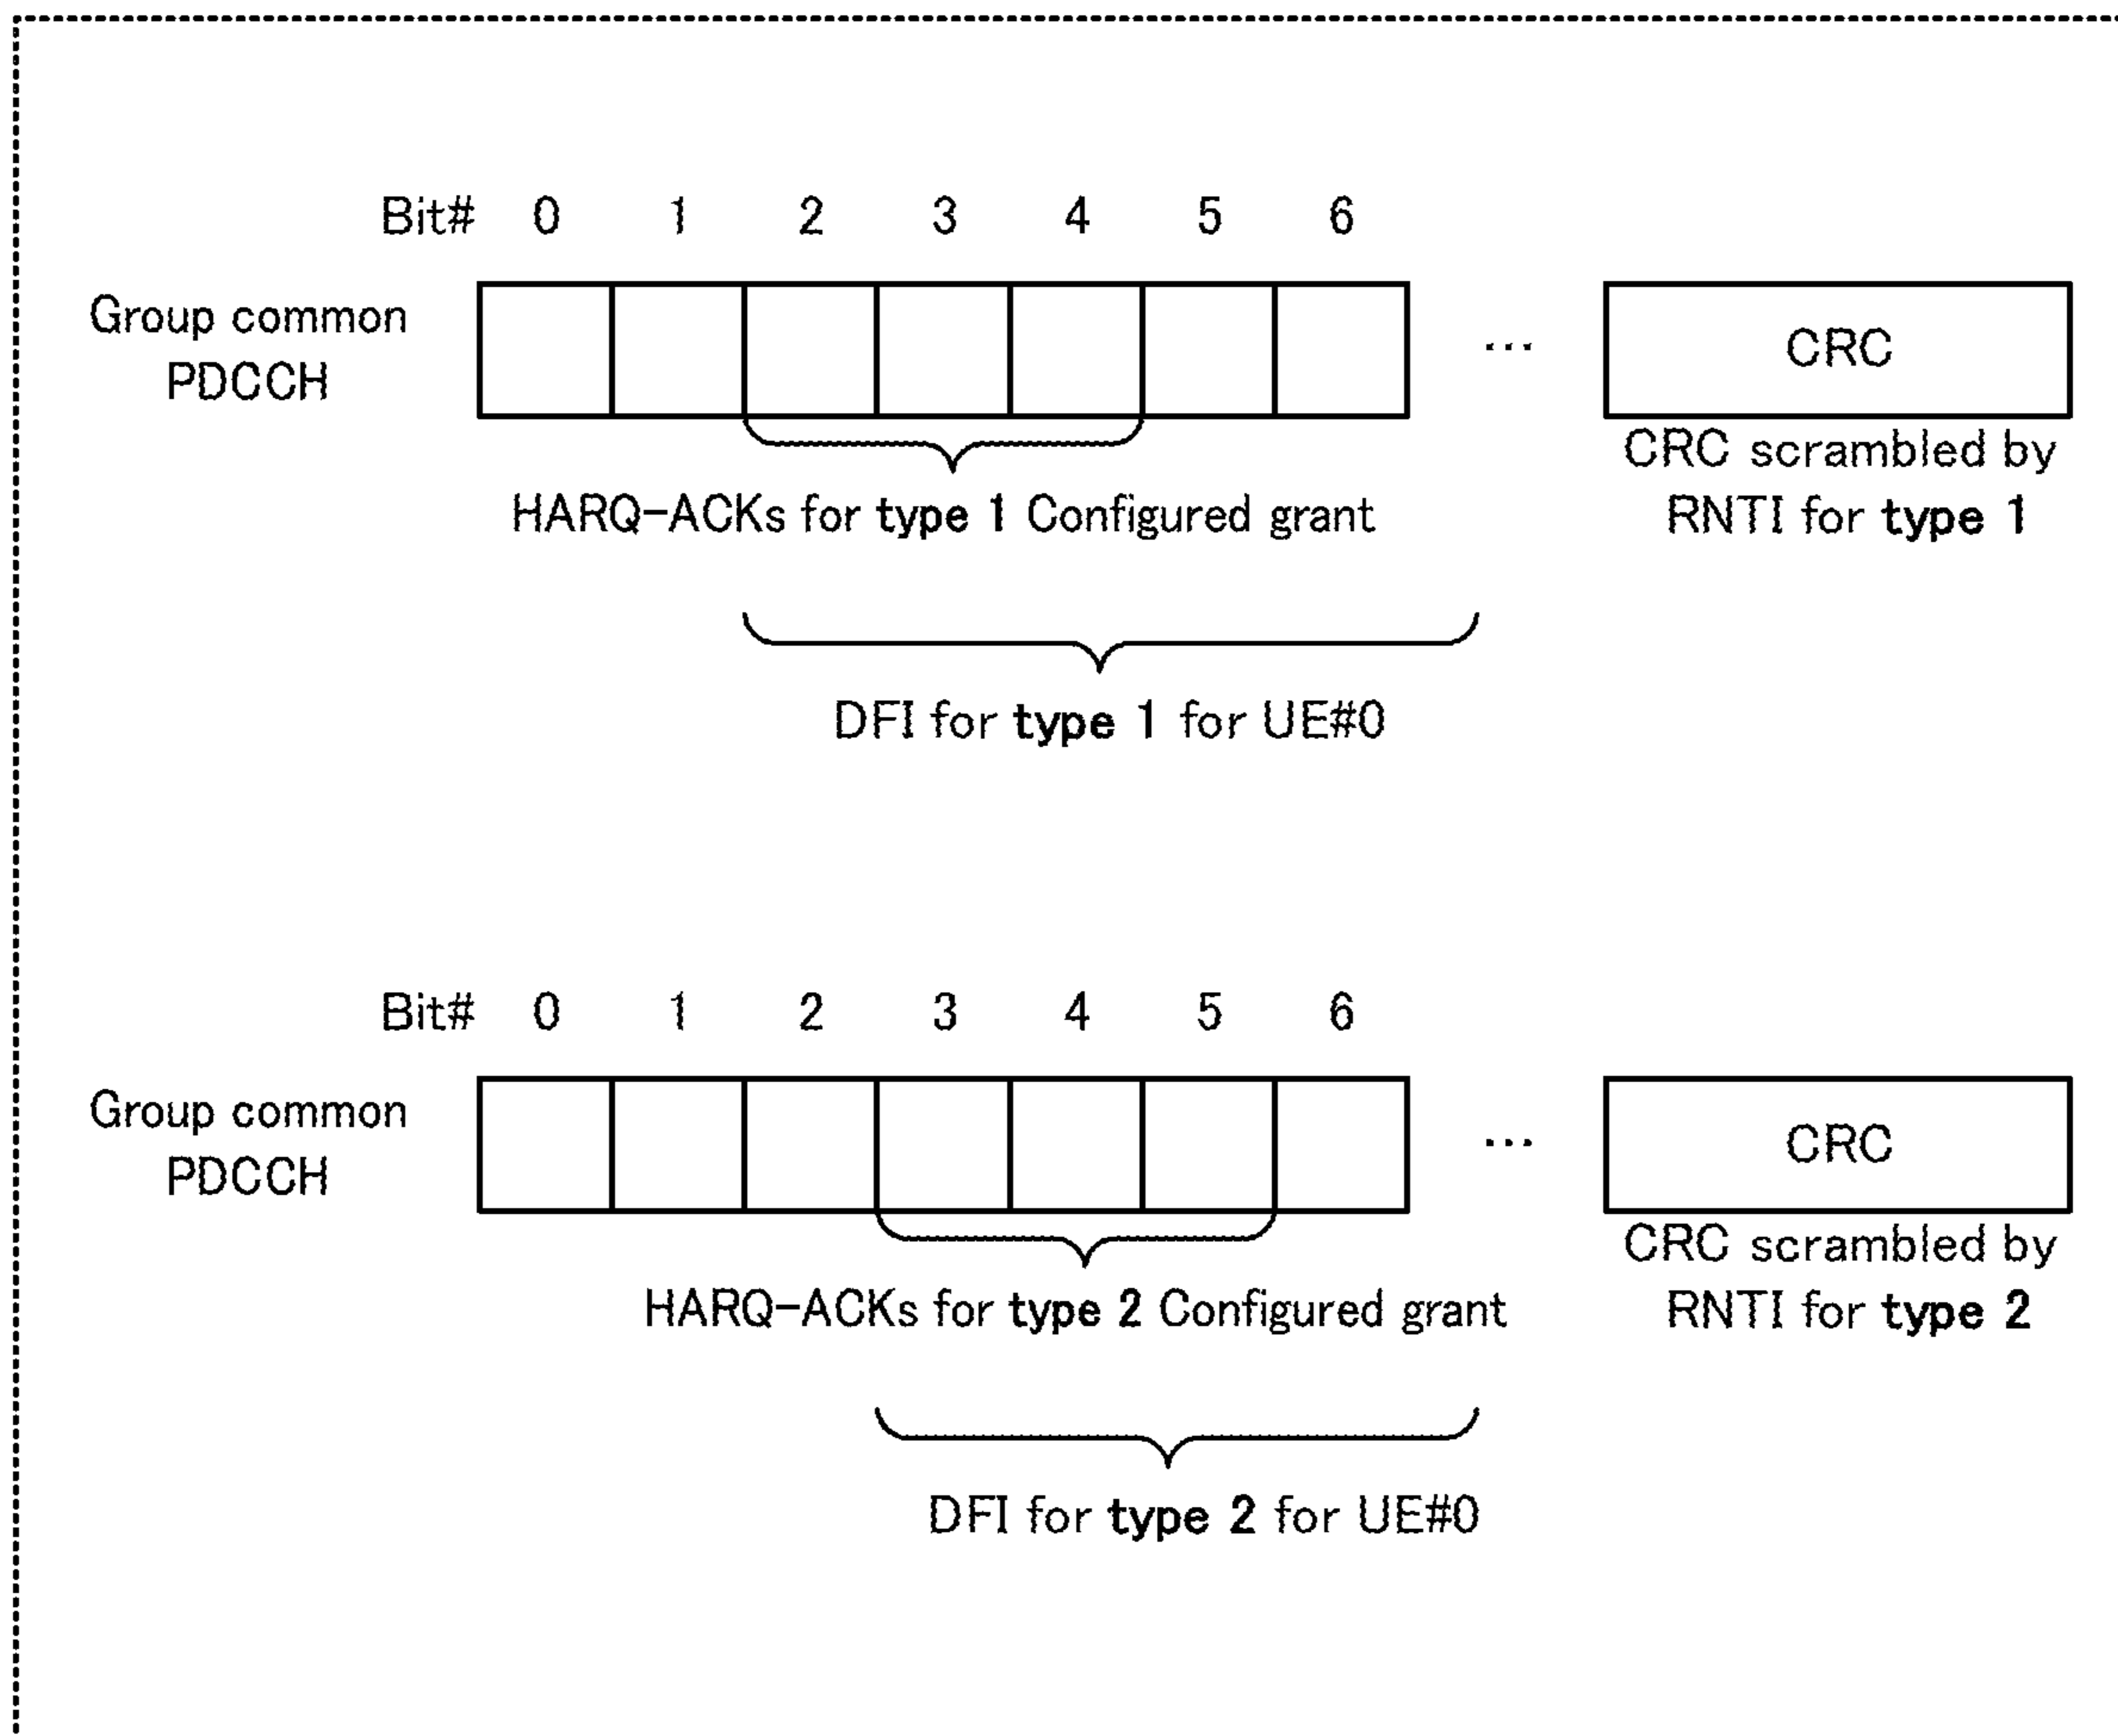 Bit# 0 1 2 3 4 5 6
Group common
PDCCH
...
CRC
CRC scrambled by
RNTI for type 1
HARQ-ACKs for type 1 Configured grant
DFI for type 1 for UE#0
Bit# 0 1 2 3 4 5 6
Group common
PDCCH
...
CRC
CRC scrambled by
RNTI for type 2
HARQ-ACKs for type 2 Configured grant
DFI for type 2 for UE#0